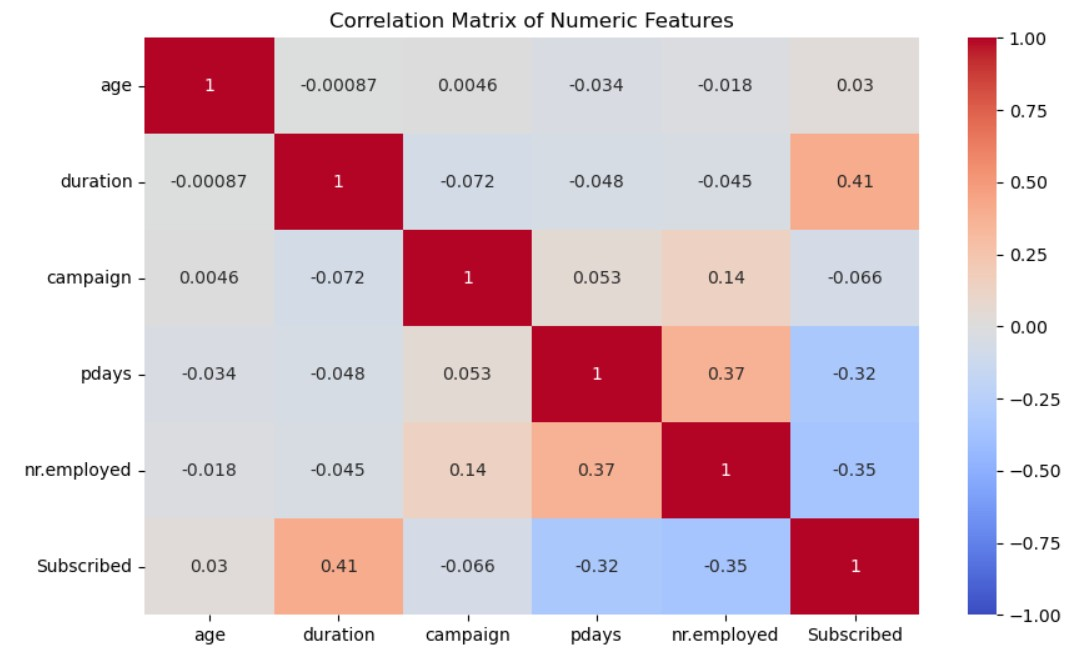 Correlation Matrix of Numeric Features
age 1 -0.00087 0.0046 -0.034 -0.018 0.03
duration -0.00087 1 -0.072 -0.048 -0.045 0.41
campaign 0.0046 -0.072 1 0.053 0.14 -0.066
pdays -0.034 -0.048 0.053 1 0.37 -0.32
nr.employed -0.018 -0.045 0.14 0.37 1 -0.35
Subscribed 0.03 0.41 -0.066 -0.32 -0.35 1
age duration campaign pdays nr.employed Subscribed
1.00
0.75
0.50
0.25
0.00
−0.25
−0.50
−0.75
−1.00